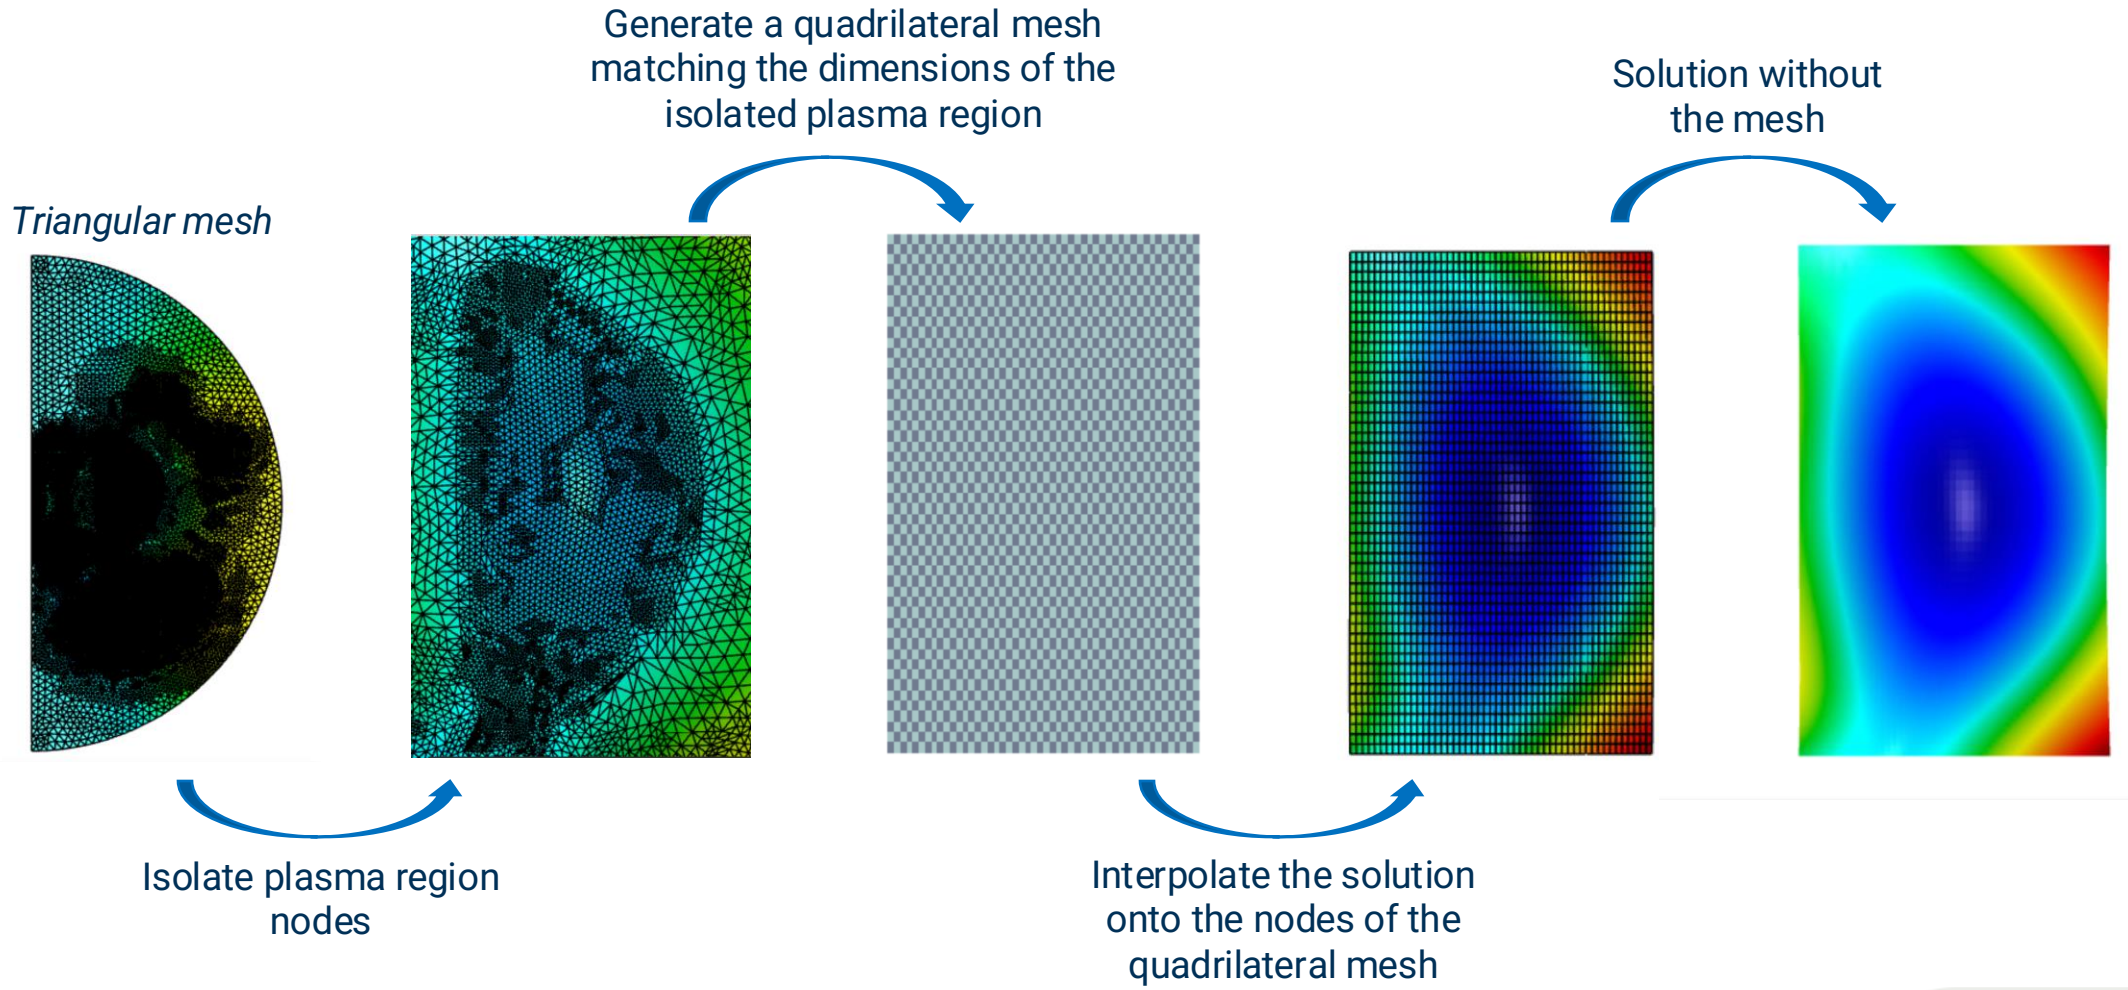 Generate a quadrilateral mesh
matching the dimensions of the
isolated plasma region
Solution without
the mesh
Triangular mesh
Isolate plasma region
nodes
Interpolate the solution
onto the nodes of the
quadrilateral mesh